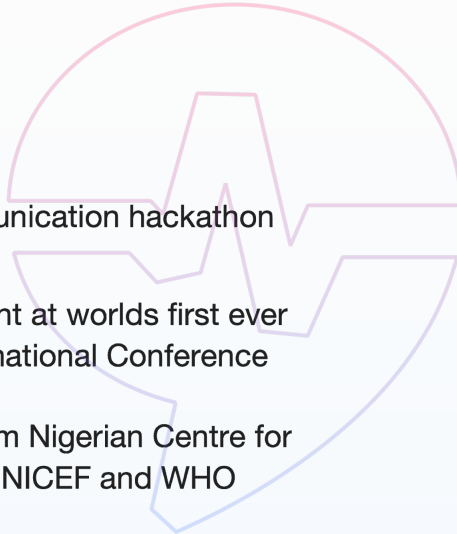 unication hackathon
nt at worlds first ever
national Conference
m Nigerian Centre for
NICEF and WHO